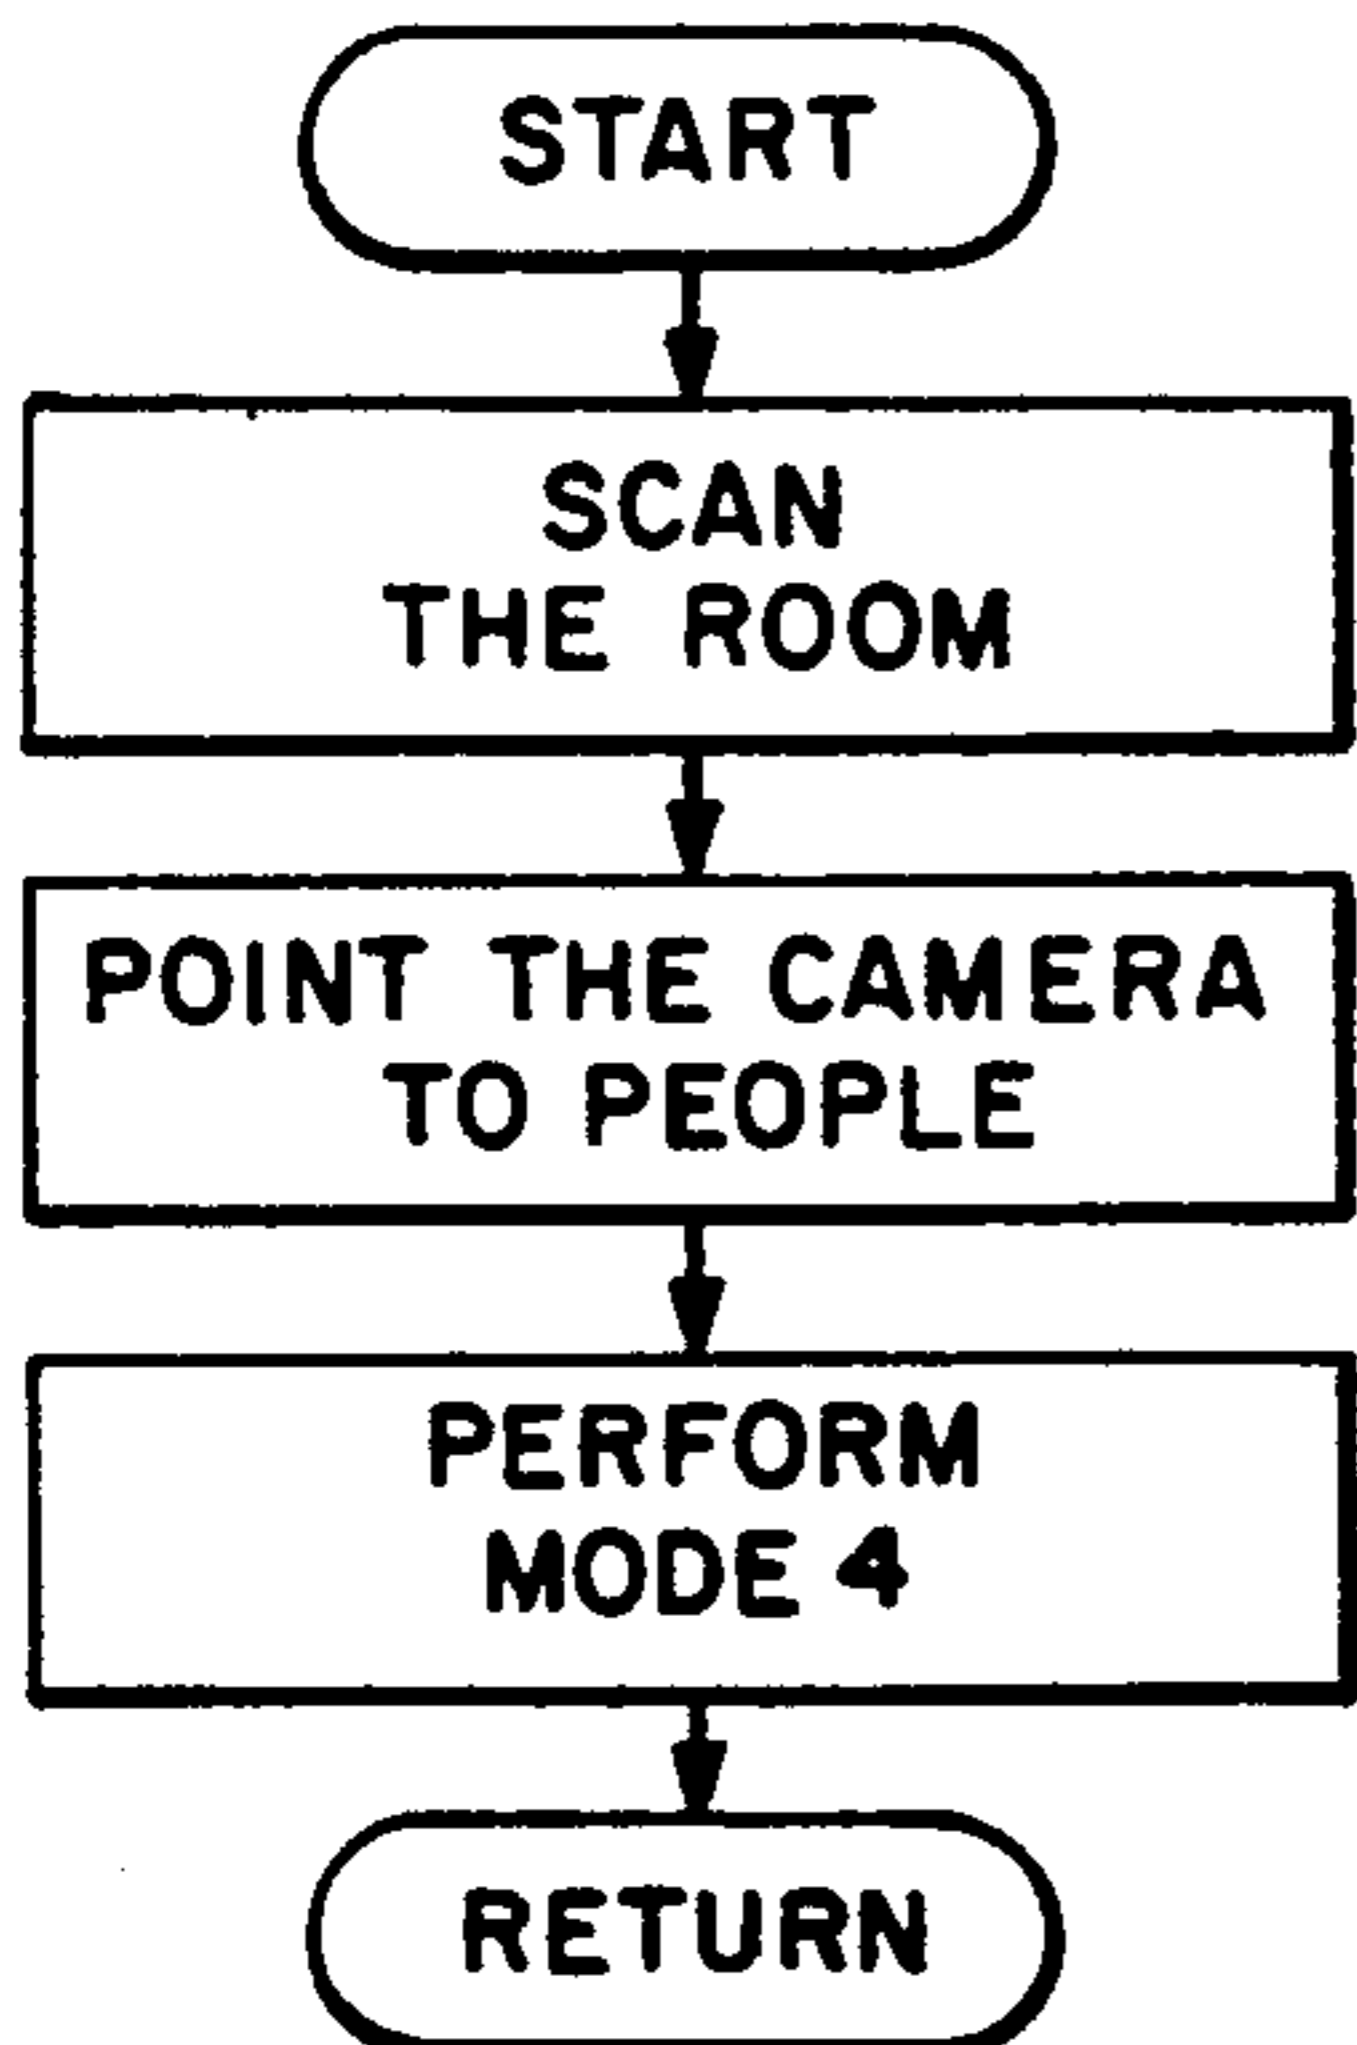 START
SCAN
THE ROOM
POINT THE CAMERA
TO PEOPLE
PERFORM
MODE 4
RETURN